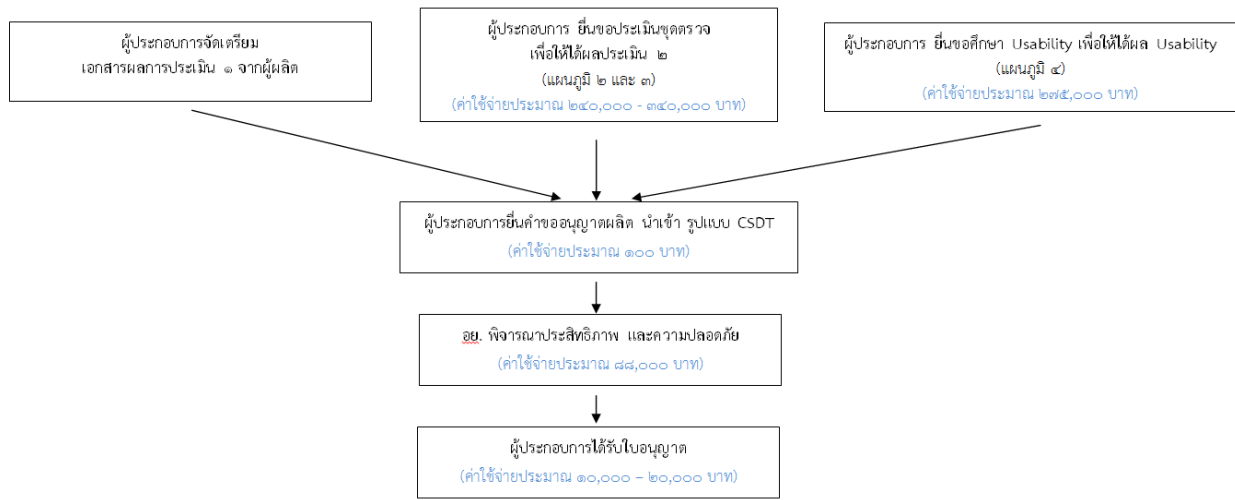 ผู้ประกอบการจัดเตรียม
เอกสารผลการประเมิน ๑ จากผู้ผลิต
ผู้ประกอบการ ยื่นขอประเมินชุดตรวจ
เพื่อให้ได้ผลประเมิน ๒
(แผนภูมิ ๒ และ ๓)
(ค่าใช้จ่ายประมาณ ๒๔๐,๐๐๐ - ๓๔๐,๐๐๐ บาท)
ผู้ประกอบการ ยื่นขอศึกษา Usability เพื่อให้ได้ผล Usability
(แผนภูมิ ๔)
(ค่าใช้จ่ายประมาณ ๒๗๕,๐๐๐ บาท)
ผู้ประกอบการยื่นคำขออนุญาตผลิต นำเข้า รูปแบบ CSDT
(ค่าใช้จ่ายประมาณ ๑๐๐ บาท)
อย. พิจารณาประสิทธิภาพ และความปลอดภัย
(ค่าใช้จ่ายประมาณ ๘๘,๐๐๐ บาท)
ผู้ประกอบการได้รับใบอนุญาต
(ค่าใช้จ่ายประมาณ ๑๐,๐๐๐ – ๒๐,๐๐๐ บาท)